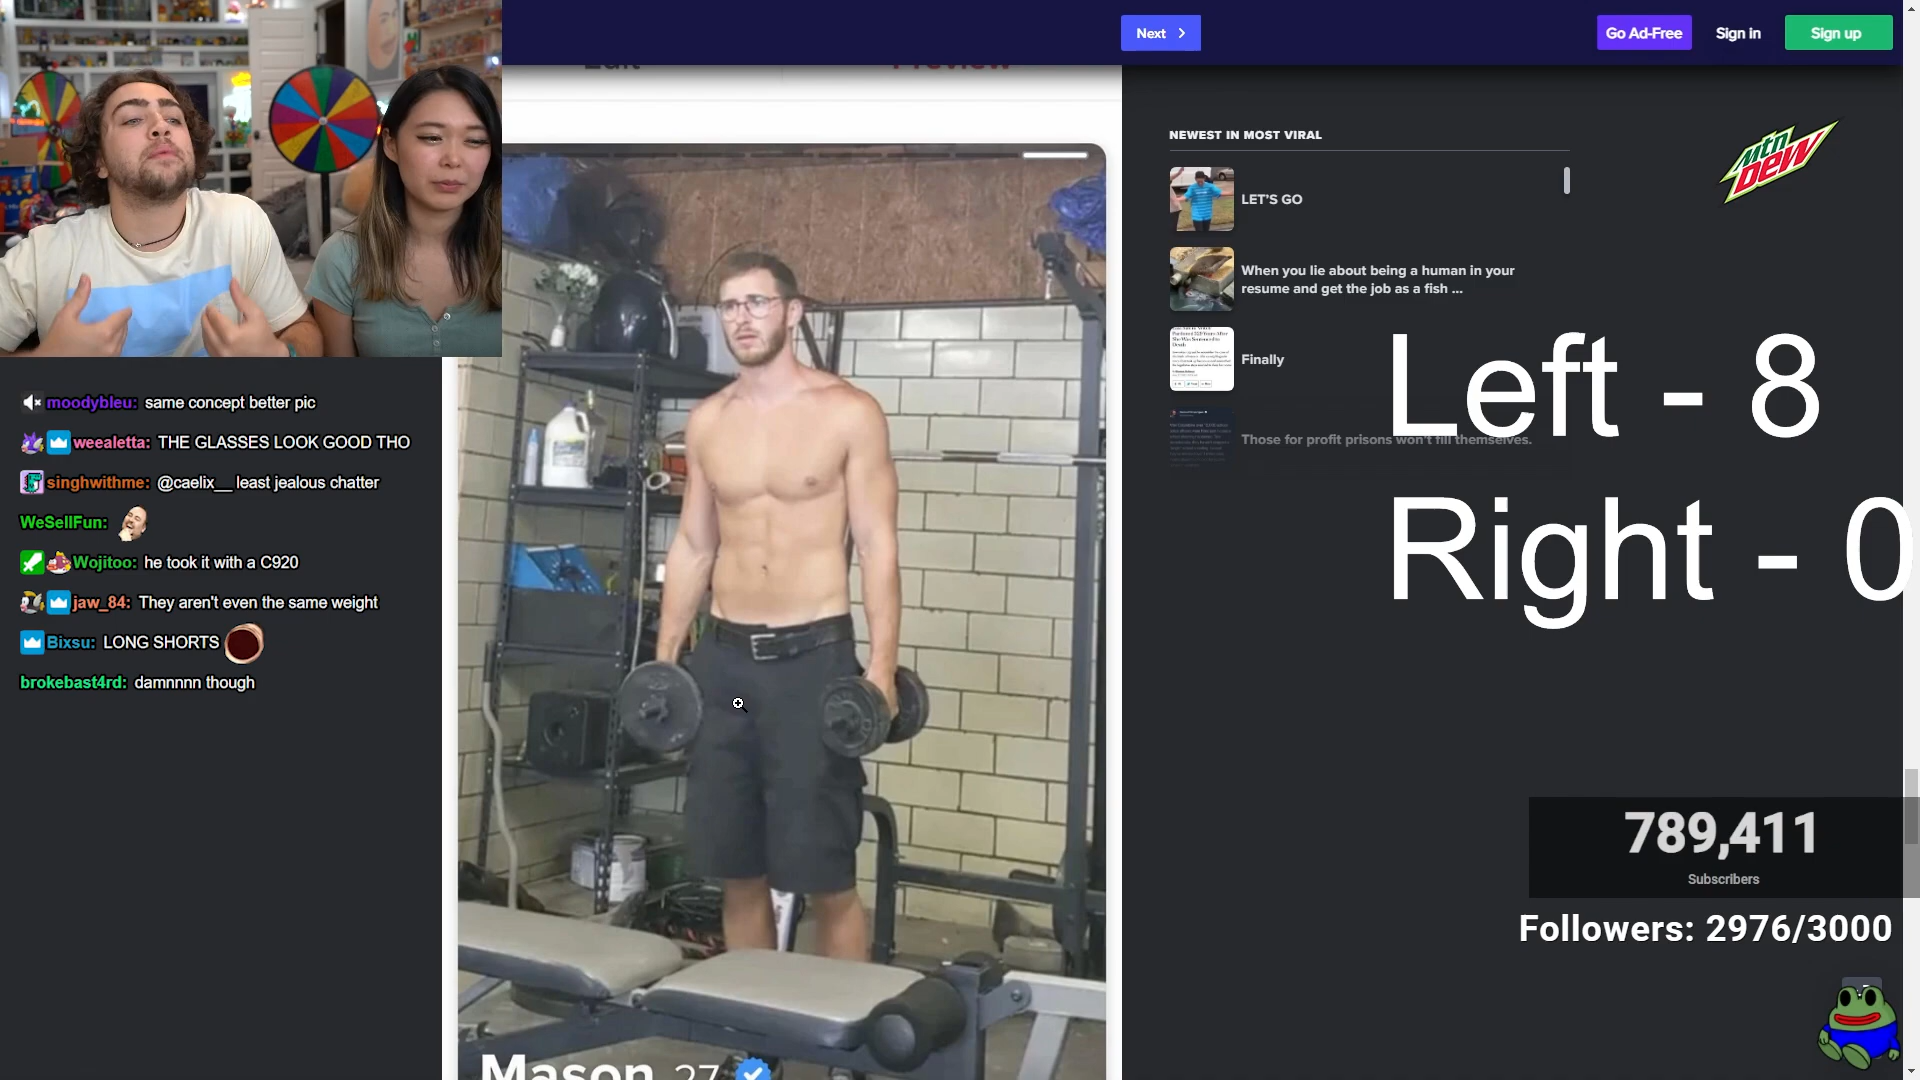 Next
Go Ad-Free
Sign in
Sign up
Edit
Preview
NEWEST IN MOST VIRAL
LET'S GO
When you lie about being a human in your
resume and get the job as a fish ...
Finally
Those for profit prisons won't fill themselves.
Mtn
DEW
Left - 8
Right - 0
moodybleu: same concept better pic
weealetta: THE GLASSES LOOK GOOD THO
singhwithme: @caelix__ least jealous chatter
WeSellFun:
Wojitoo: he took it with a C920
jaw_84: They aren't even the same weight
Bixsu: LONG SHORTS
brokebast4rd: damnnnn though
789,411
Subscribers
Followers: 2976/3000
Mason 27